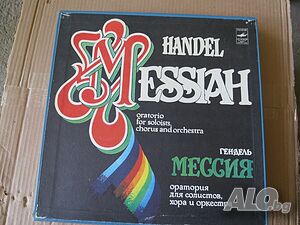 HANDEL
MESSIAH
oratorio
for soloists,
chorus and orchestra
ГЕНДЕЛЬ
МЕССИЯ
оратория
для солистов,
хора и оркестра
ALO.bg